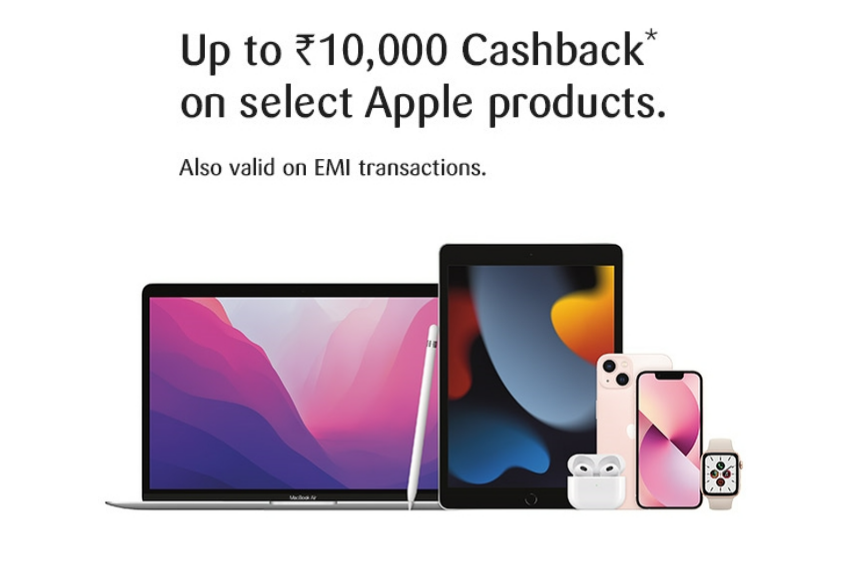 Up to ₹10,000 Cashback*
on select Apple products.
Also valid on EMI transactions.
MacBook Air